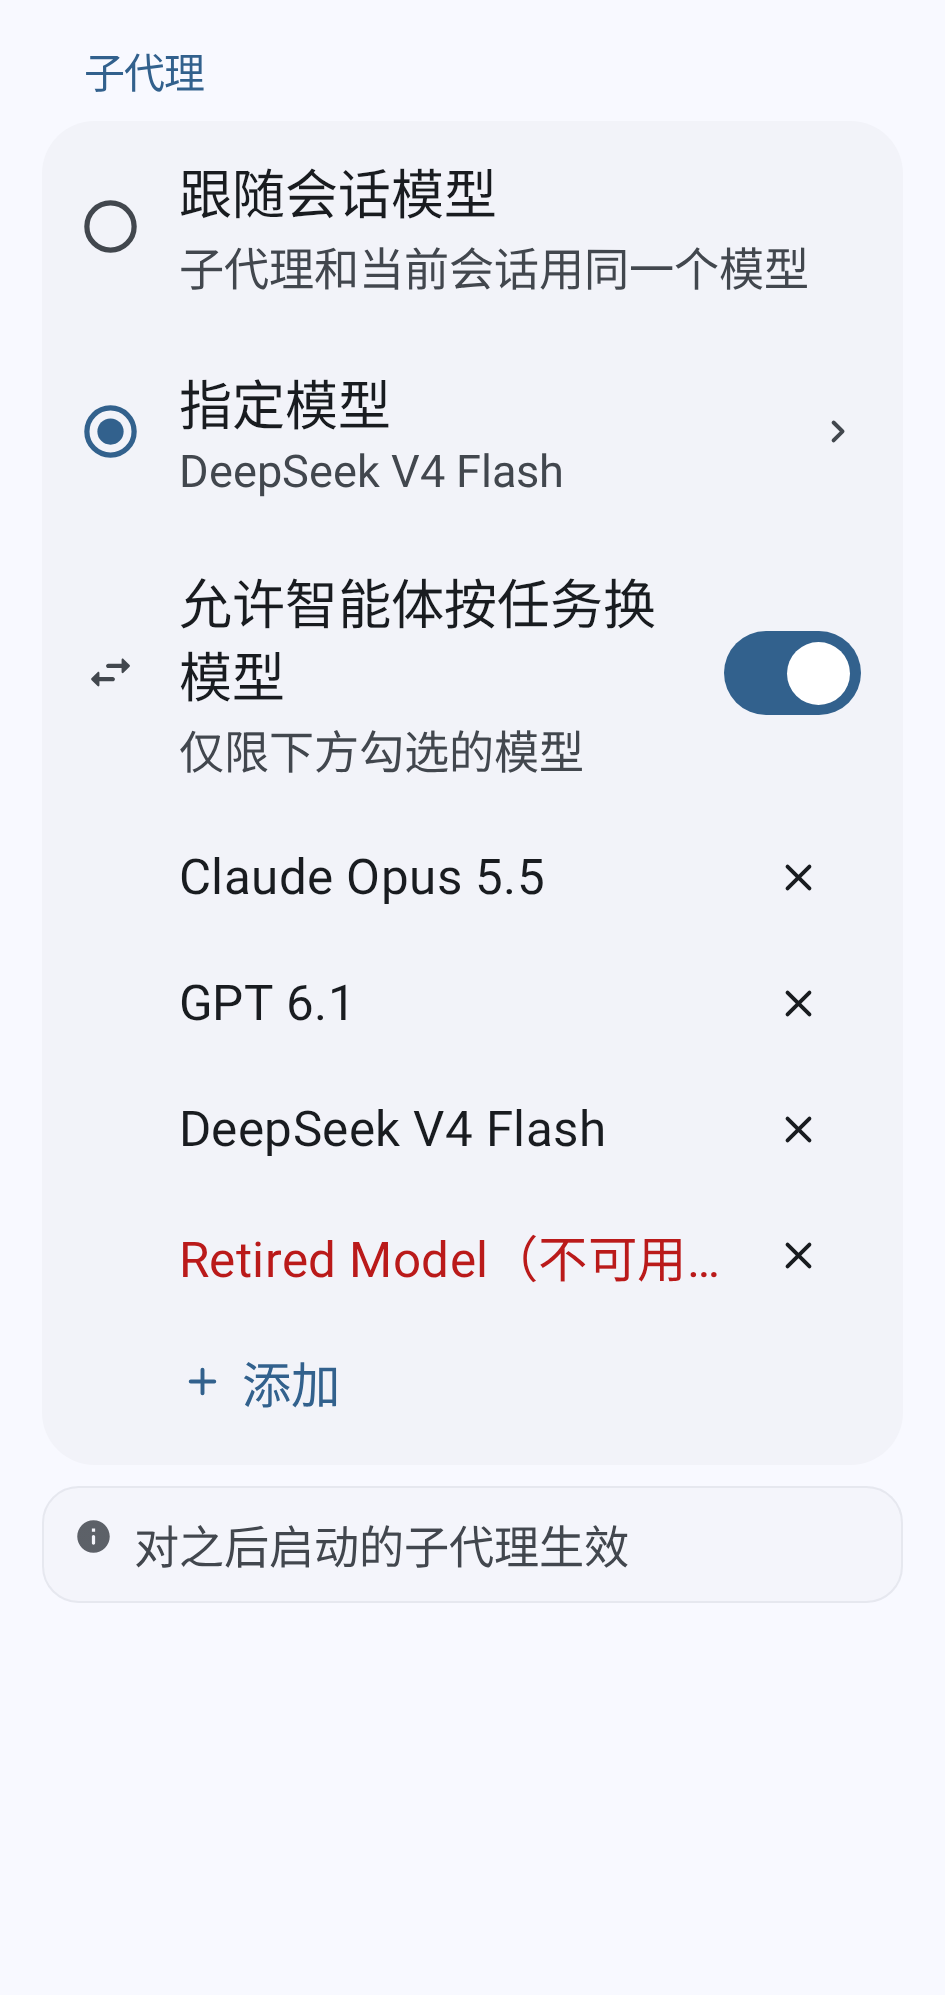 子代理
跟随会话模型
子代理和当前会话用同一个模型
指定模型
DeepSeek V4 Flash
允许智能体按任务换
模型
仅限下方勾选的模型
Claude Opus 5.5
GPT 6.1
DeepSeek V4 Flash
Retired Model（不可用…
添加
对之后启动的子代理生效